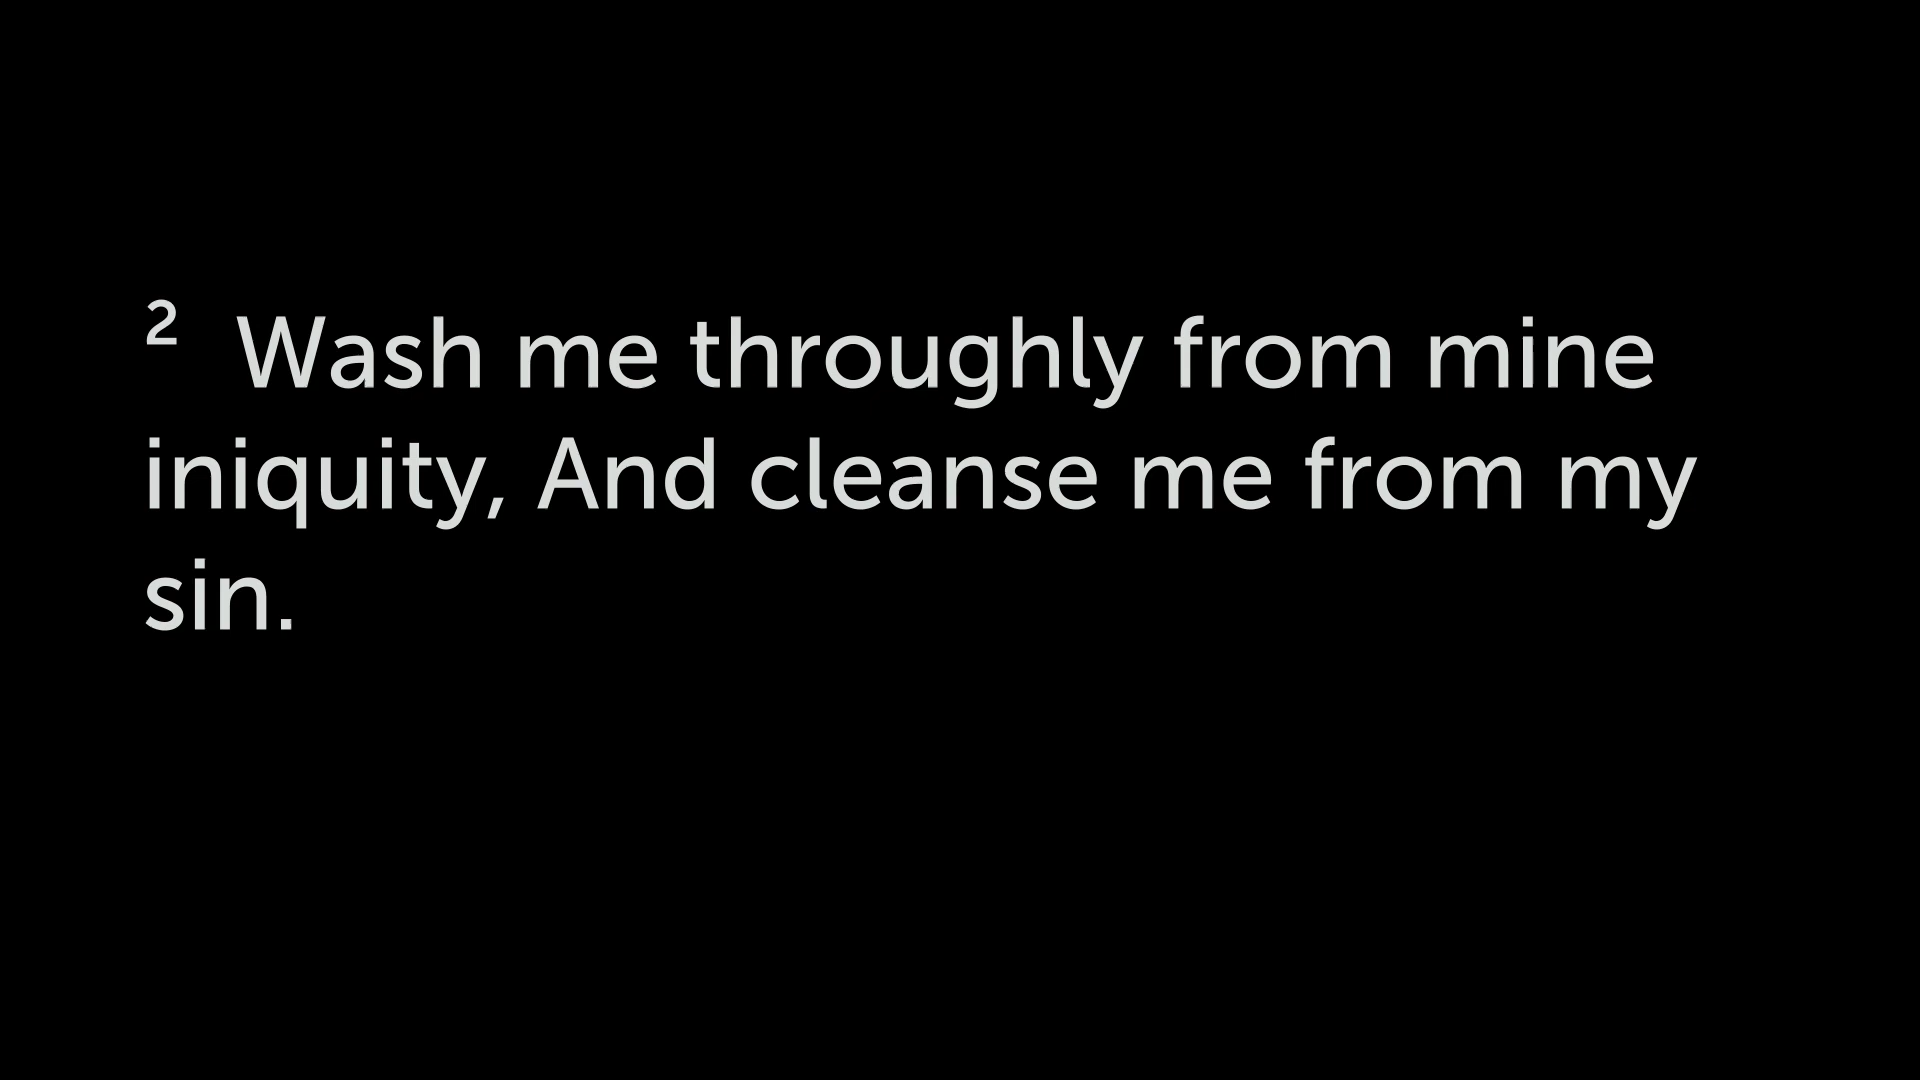 ² Wash me throughly from mine
iniquity, And cleanse me from my
sin.